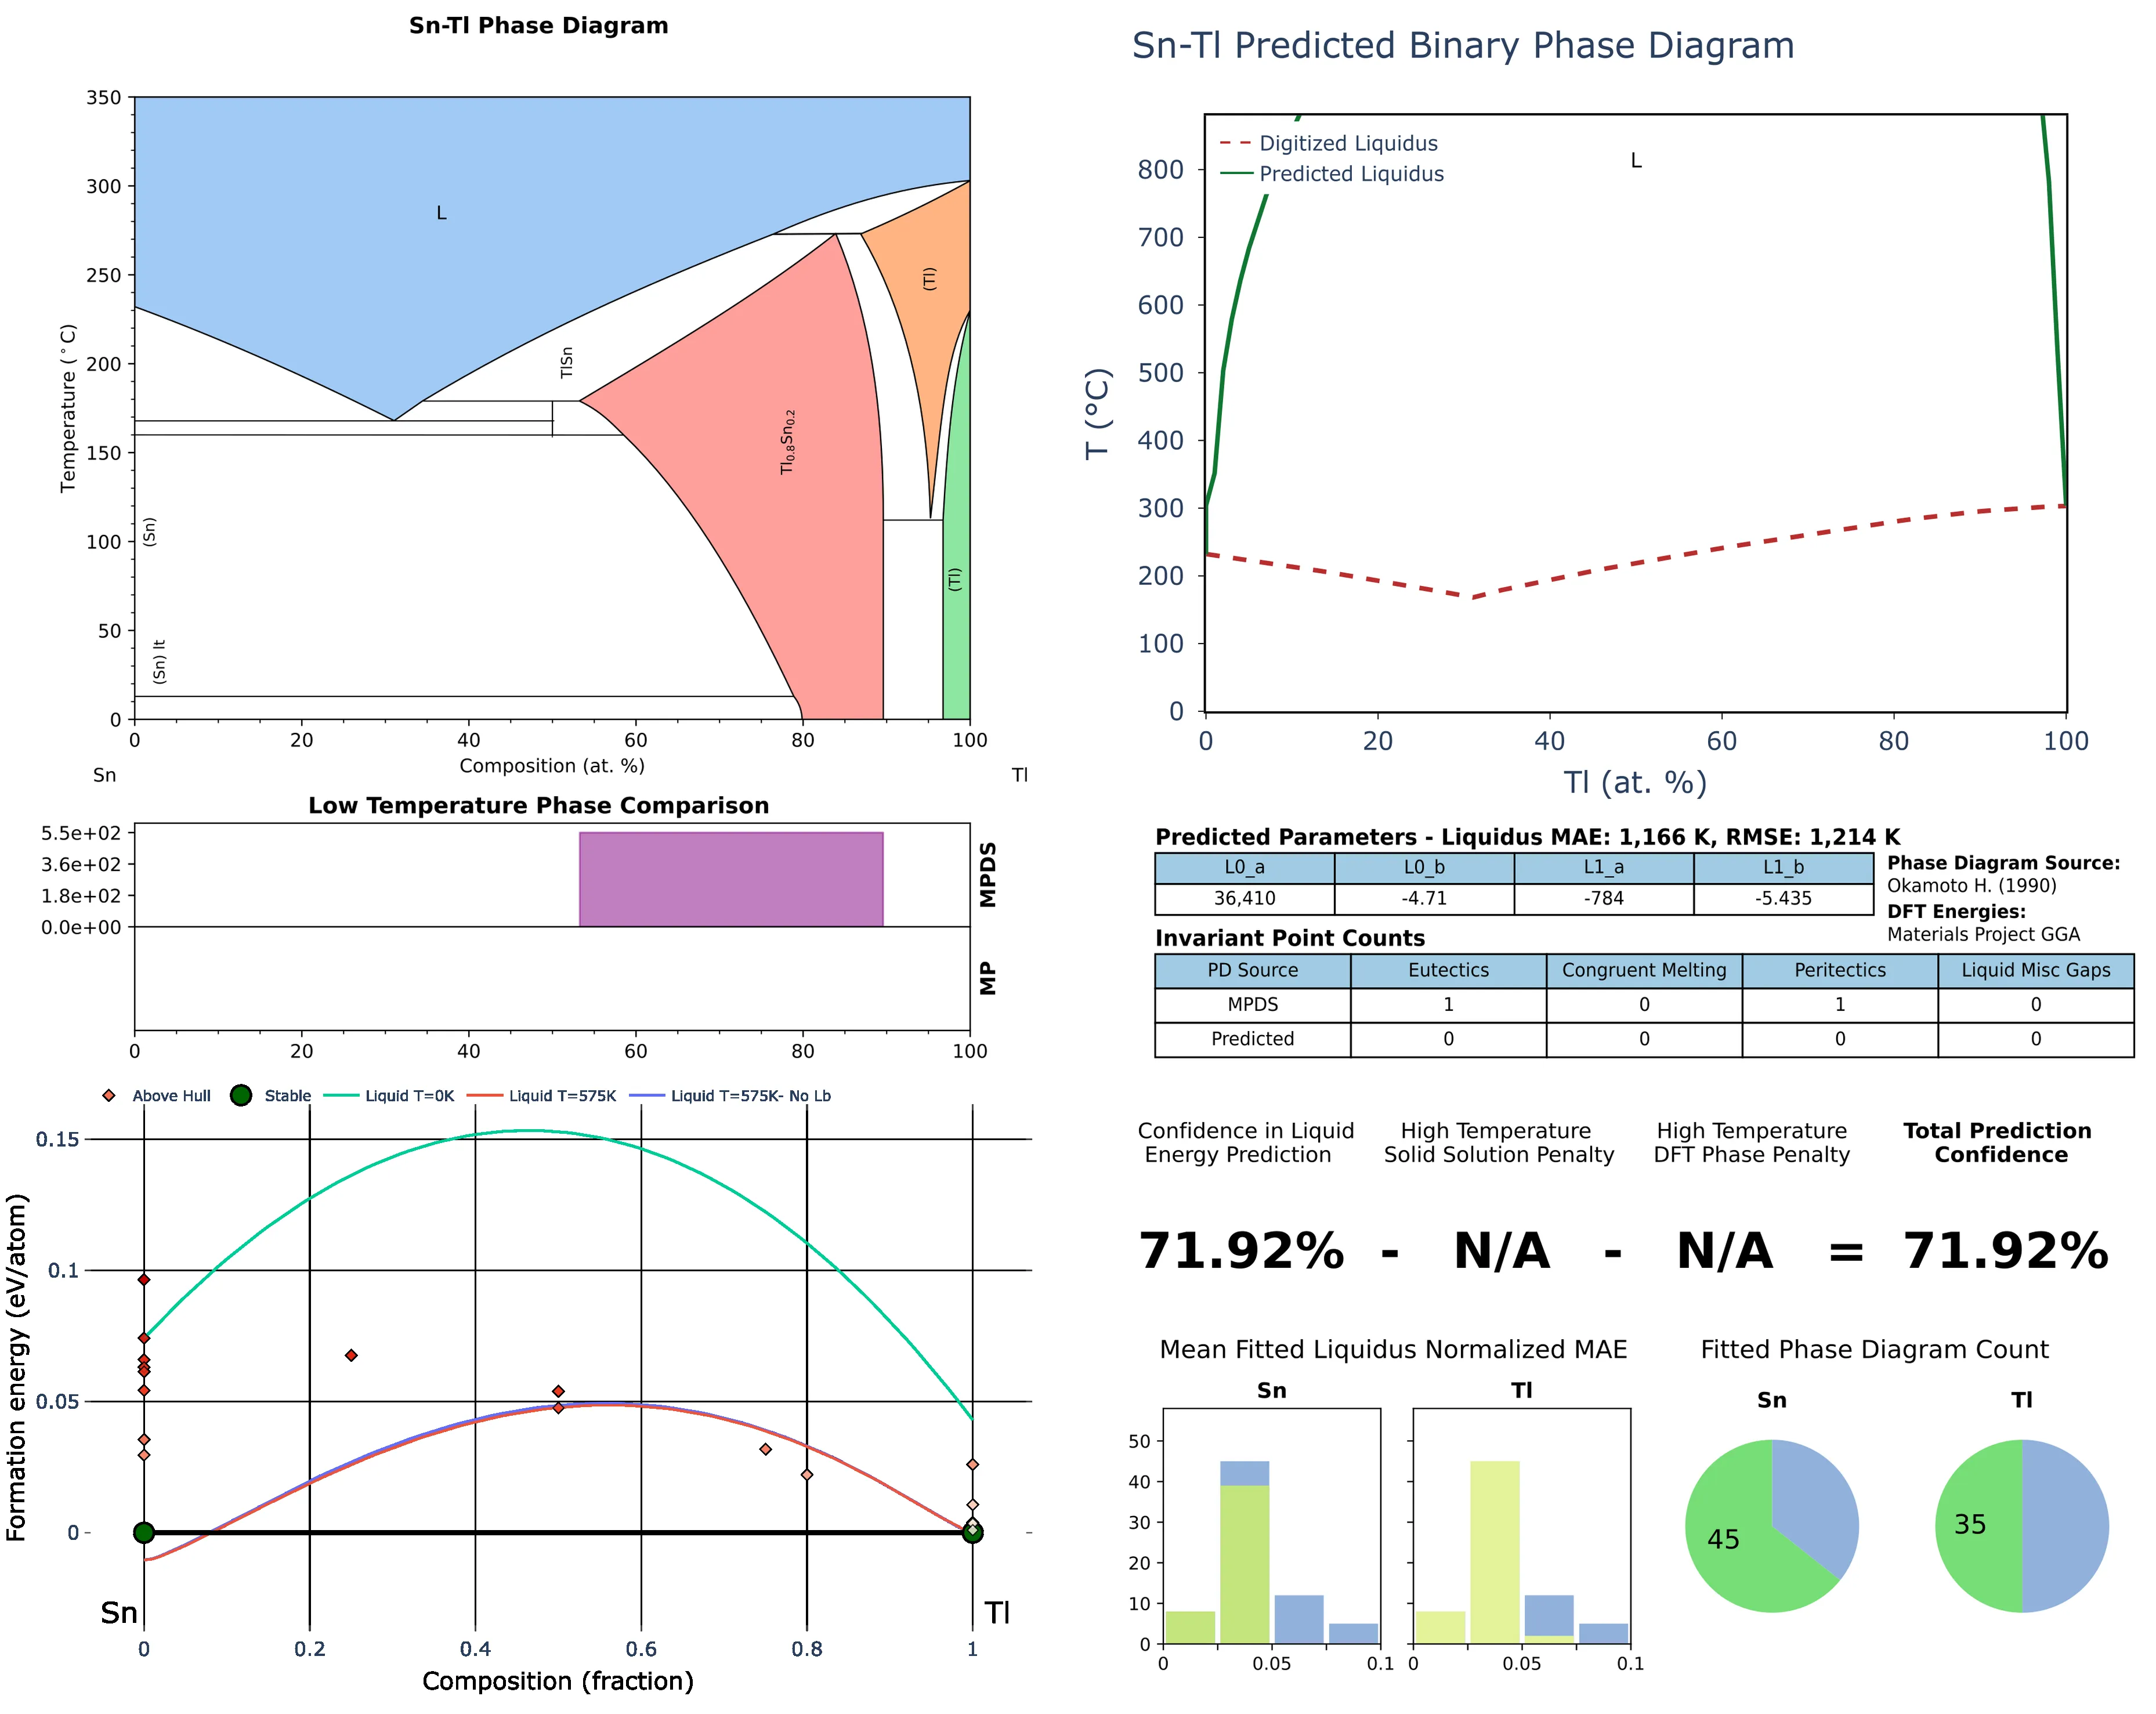 Sn-Tl Phase Diagram
350
300
250
200
150
100
50
0
Temperature (°C)
L
TlSn
Tl0.8Sn0.2
(Tl)
(Tl)
(Sn)
(Sn) lt
0 20 40 60 80 100
Composition (at. %)
Sn Tl
Low Temperature Phase Comparison
5.5e+02
3.6e+02
1.8e+02
0.0e+00
MPDS
MP
0 20 40 60 80 100
Above Hull Stable Liquid T=0K Liquid T=575K Liquid T=575K- No Lb
0.15
0.1
0.05
0
Formation energy (eV/atom)
Sn Tl
0 0.2 0.4 0.6 0.8 1
Composition (fraction)
Sn-Tl Predicted Binary Phase Diagram
Digitized Liquidus
Predicted Liquidus
L
800
700
600
500
400
300
200
100
0
T (°C)
0 20 40 60 80 100
Tl (at. %)
Predicted Parameters - Liquidus MAE: 1,166 K, RMSE: 1,214 K
L0_a L0_b L1_a L1_b
36,410 -4.71 -784 -5.435
Phase Diagram Source:
Okamoto H. (1990)
DFT Energies:
Materials Project GGA
Invariant Point Counts
PD Source Eutectics Congruent Melting Peritectics Liquid Misc Gaps
MPDS 1 0 1 0
Predicted 0 0 0 0
Confidence in Liquid
Energy Prediction
High Temperature
Solid Solution Penalty
High Temperature
DFT Phase Penalty
Total Prediction
Confidence
71.92% - N/A - N/A = 71.92%
Mean Fitted Liquidus Normalized MAE
Sn Tl
50
40
30
20
10
0
0 0.05 0.1 0 0.05 0.1
Fitted Phase Diagram Count
Sn Tl
45 35